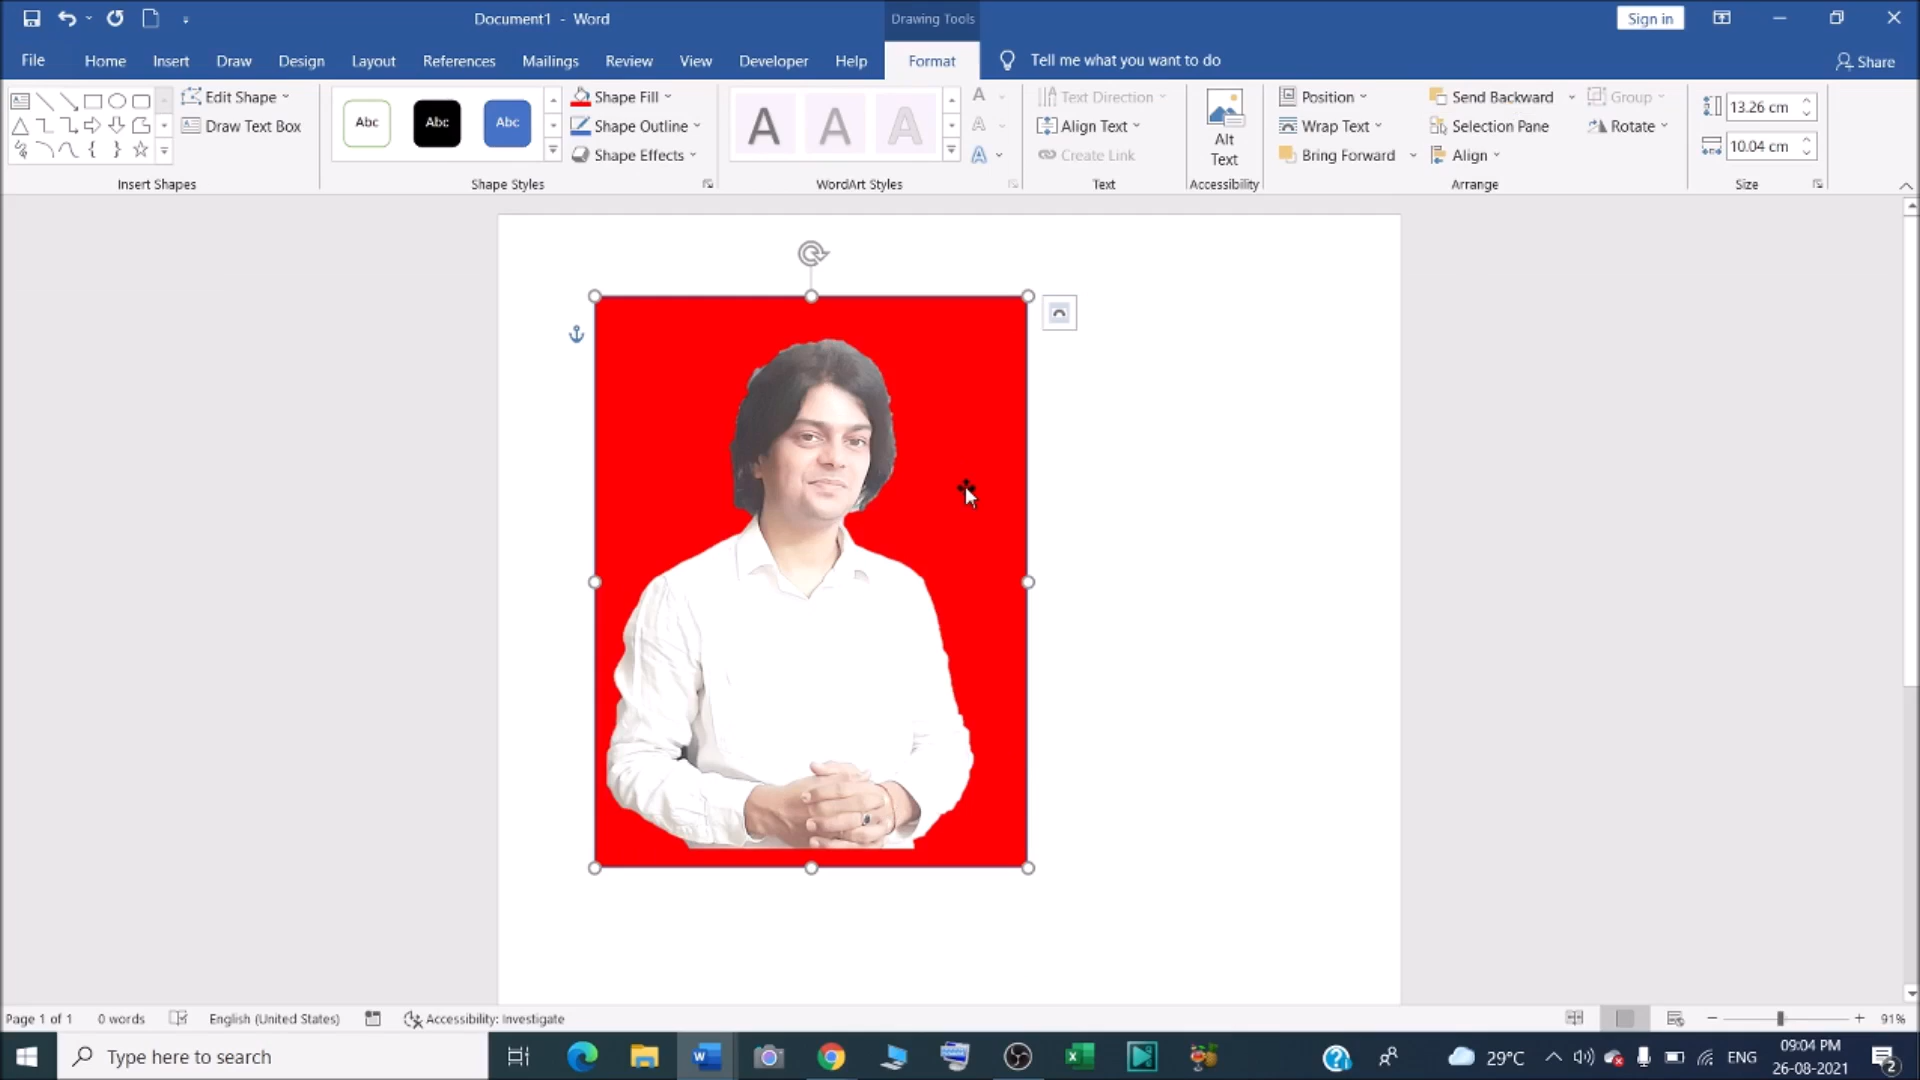 Document1 - Word
Drawing Tools
Sign in
File
Home
Insert
Draw
Design
Layout
References
Mailings
Review
View
Developer
Help
Format
Tell me what you want to do
Share
Edit Shape
Draw Text Box
Insert Shapes
Abc
Abc
Abc
Shape Fill
Shape Outline
Shape Effects
Shape Styles
A
A
A
A
A
A
WordArt Styles
Text Direction
Align Text
Create Link
Text
Alt
Text
Accessibility
Position
Wrap Text
Bring Forward
Send Backward
Selection Pane
Align
Group
Rotate
Arrange
13.26 cm
10.04 cm
Size
Page 1 of 1
0 words
English (United States)
Accessibility: Investigate
91%
Type here to search
29°C
ENG
09:04 PM
26-08-2021
2